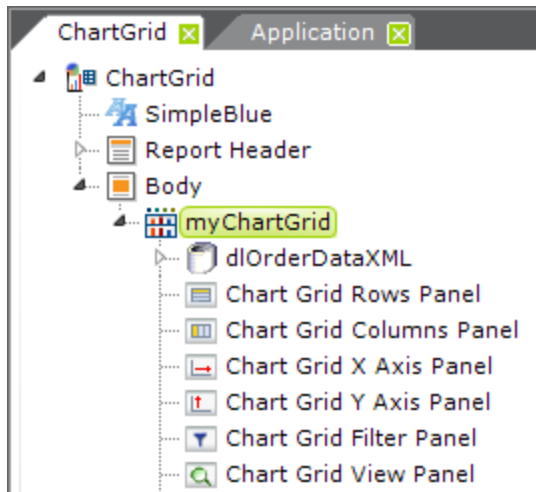 ChartGrid Application
ChartGrid
SimpleBlue
Report Header
Body
myChartGrid
dlOrderDataXML
Chart Grid Rows Panel
Chart Grid Columns Panel
Chart Grid X Axis Panel
Chart Grid Y Axis Panel
Chart Grid Filter Panel
Chart Grid View Panel